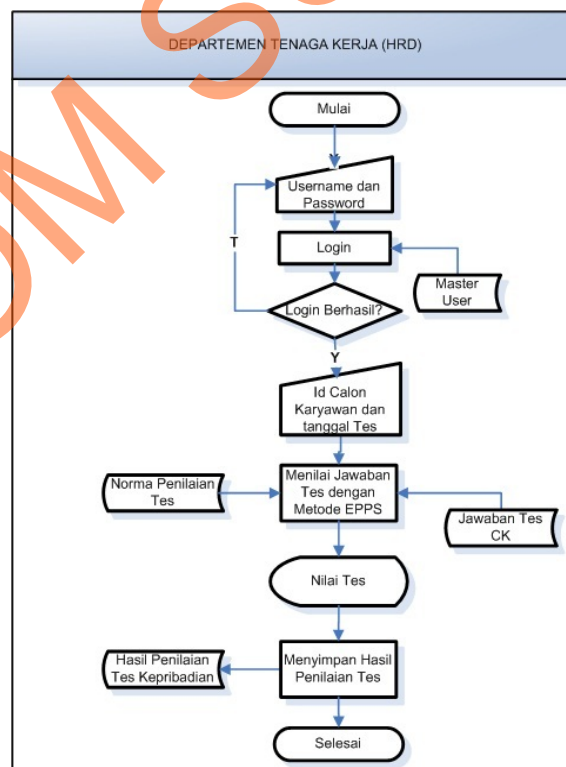 DEPARTEMEN TENAGA KERJA (HRD)
Mulai
Username dan
Password
T
Login
Master
User
Login Berhasil?
Y
Id Calon
Karyawan dan
tanggal Tes
Norma Penilaian
Tes
Menilai Jawaban
Tes dengan
Metode EPPS
Jawaban Tes
CK
Nilai Tes
Hasil Penilaian
Tes Kepribadian
Menyimpan Hasil
Penilaian Tes
Selesai